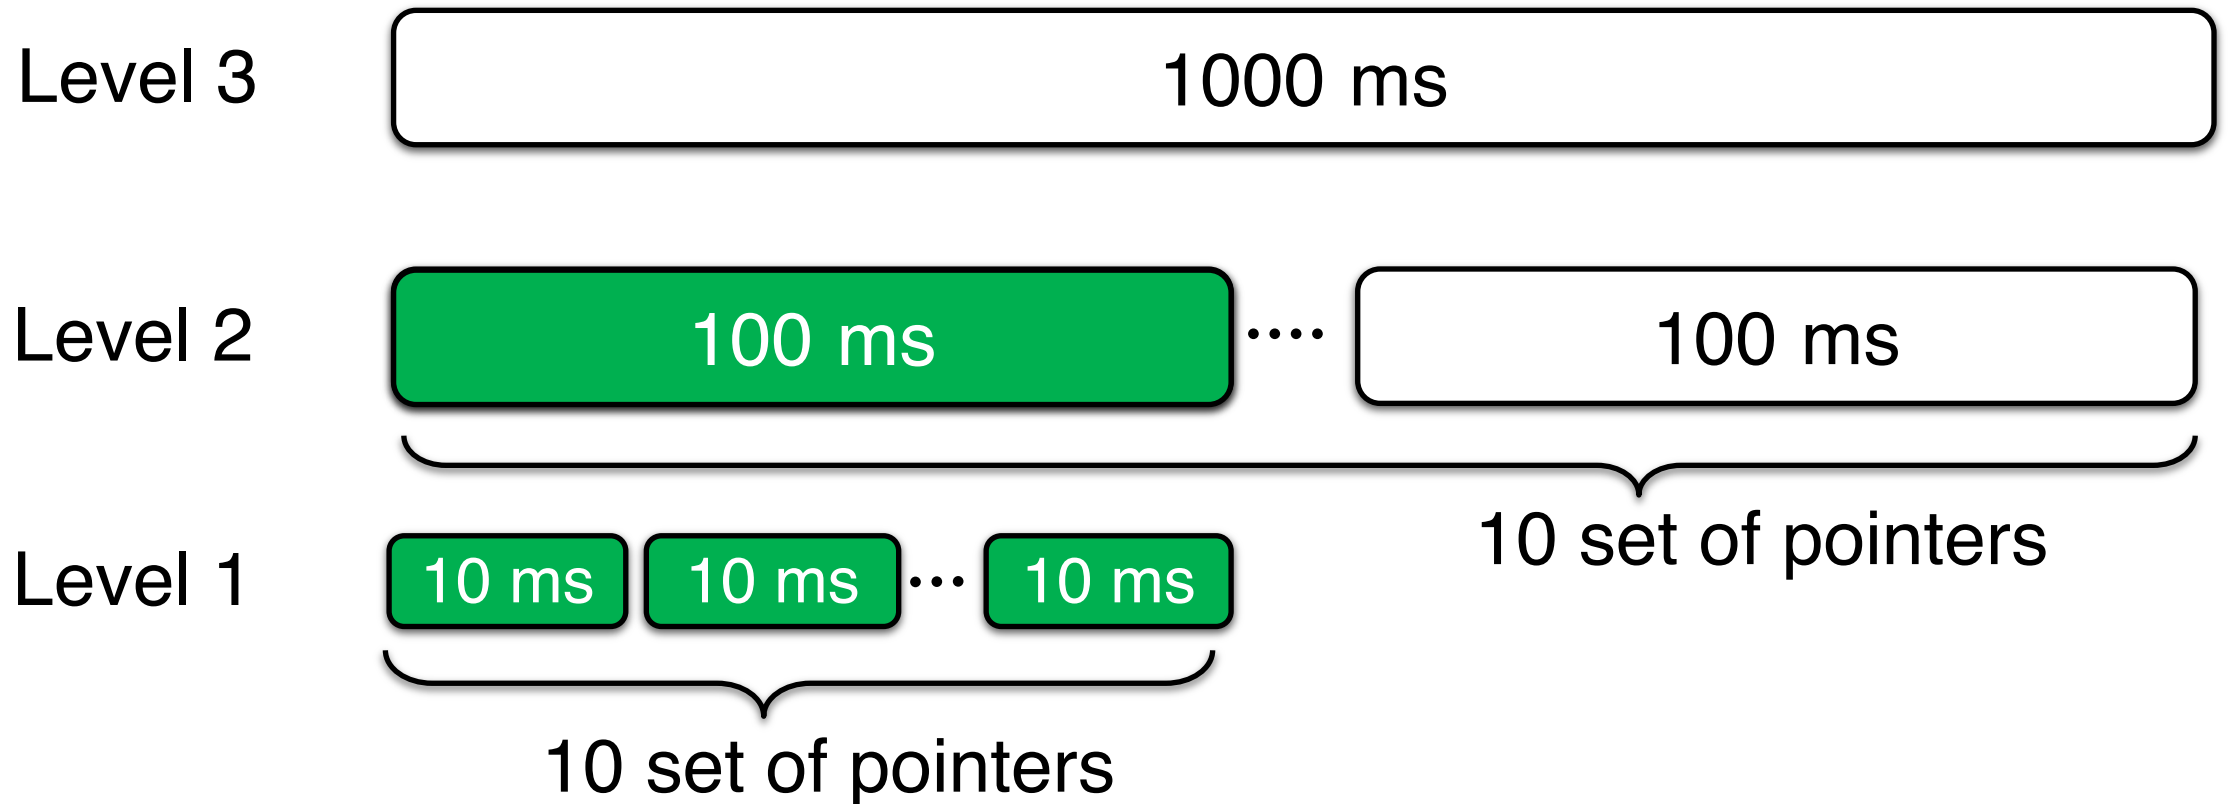 Level 3
1000 ms
Level 2
100 ms
....
100 ms
10 set of pointers
Level 1
10 ms
10 ms
...
10 ms
10 set of pointers